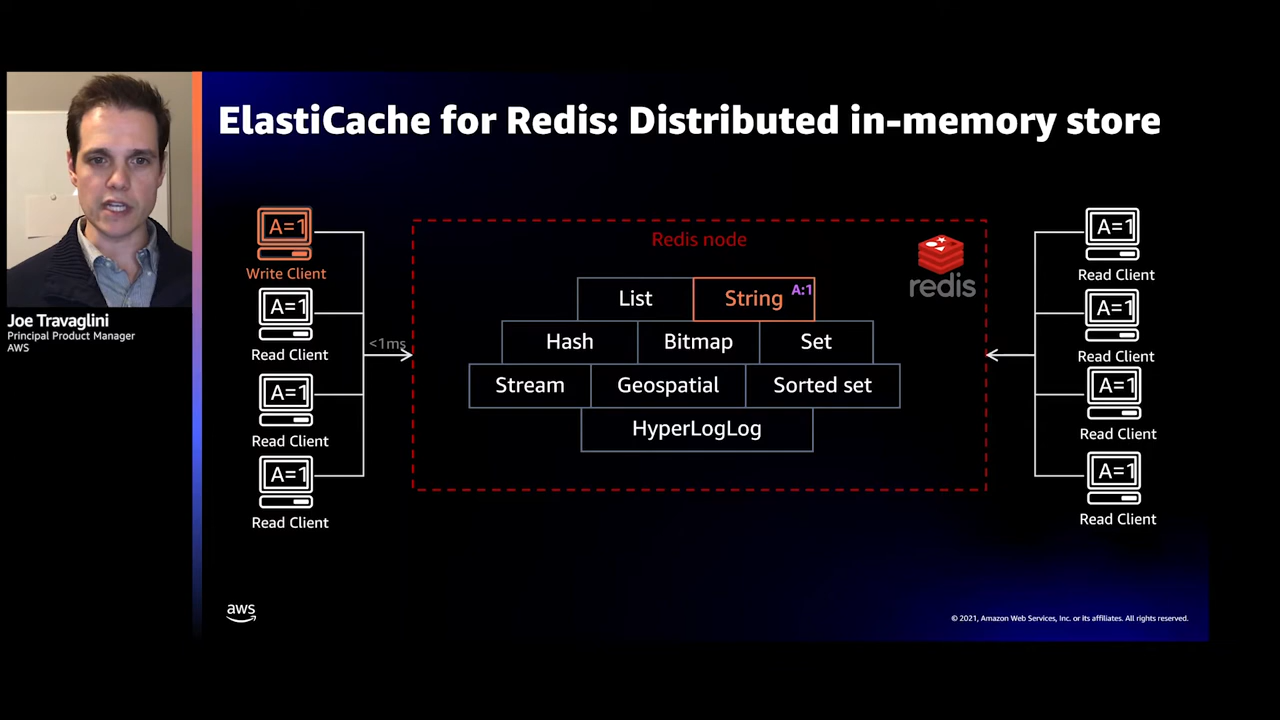 ElastiCache for Redis: Distributed in-memory store
Joe Travaglini
Principal Product Manager
AWS
A=1
Write Client
A=1
Read Client
A=1
Read Client
A=1
Read Client
<1ms
Redis node
redis
List
String
A:1
Hash
Bitmap
Set
Stream
Geospatial
Sorted set
HyperLogLog
A=1
Read Client
A=1
Read Client
A=1
Read Client
A=1
Read Client
aws
© 2021, Amazon Web Services, Inc. or its affiliates. All rights reserved.